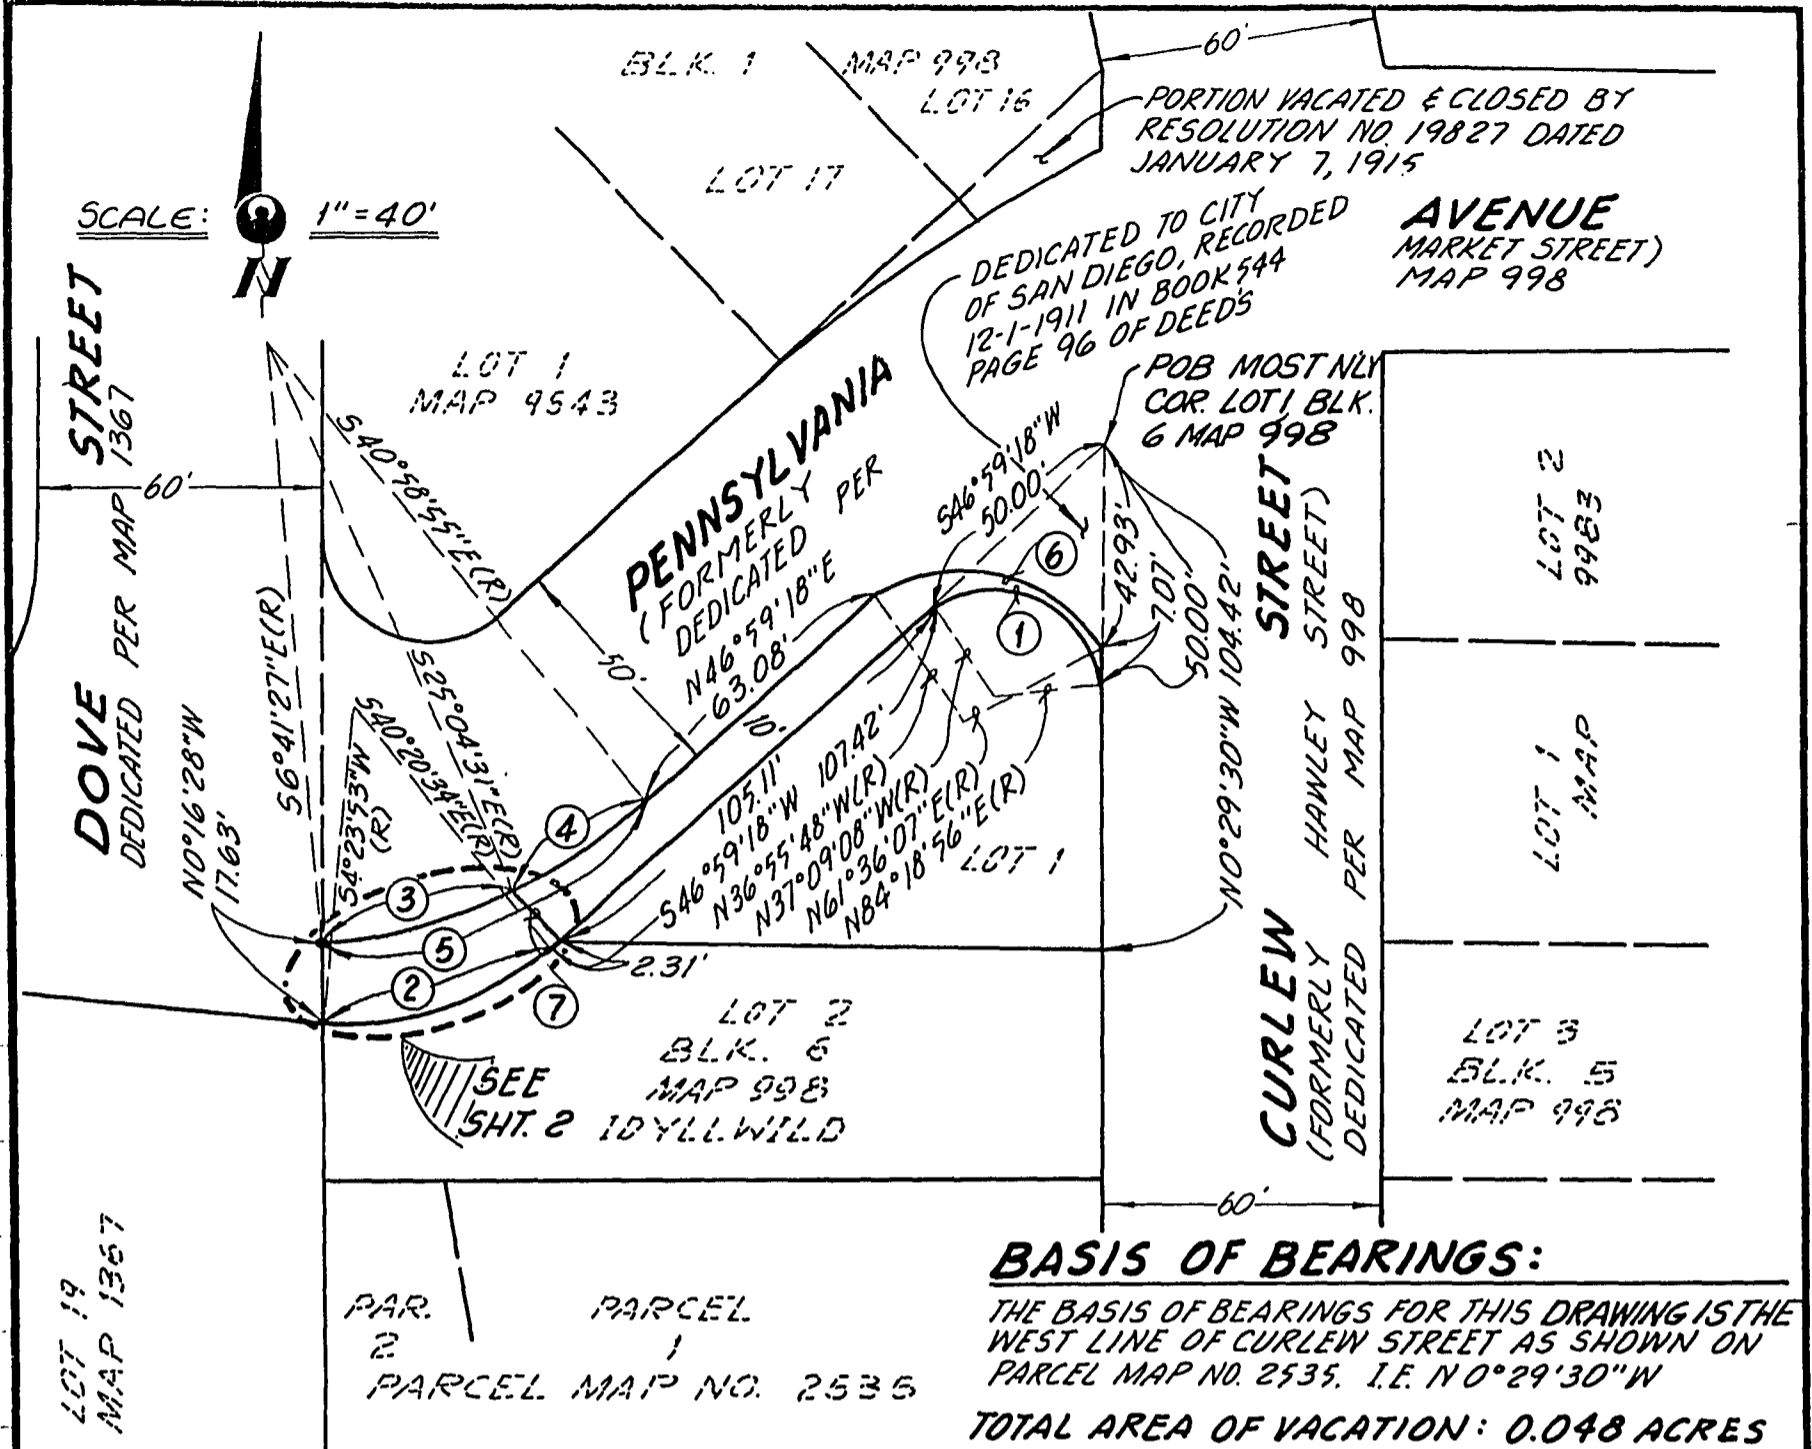 BLK. 1
MAP 998
LOT 16
60'
PORTION VACATED & CLOSED BY
RESOLUTION NO. 19827 DATED
JANUARY 7, 1915
LOT 17
SCALE:
1"=40'
N
DEDICATED TO CITY
OF SAN DIEGO, RECORDED
12-1-1911 IN BOOK 544
PAGE 96 OF DEEDS
AVENUE
MARKET STREET)
MAP 998
DOVE STREET
DEDICATED PER MAP 1367
60'
LOT 1
MAP 9543
POB MOST NLY
COR. LOT 1 BLK.
6 MAP 998
PENNSYLVANIA
(FORMERLY
DEDICATED PER
N46°59'18"E
63.08'
50'
10'
S40°58'55"E(R)
S25°04'31"E(R)
S40°20'34"E(R)
S4°23'53"W
(R)
S6°41'27"E(R)
N0°16'28"W
17.63'
S46°59'18"W
50.00'
42.93'
7.07'
50.00"
N0°29'30"W 104.42'
6
1
4
3
5
2
7
105.11'
S46°59'18"W 107.42'
N36°55'48"W(R)
N37°09'08"W(R)
N61°36'07"E(R)
N84°18'56"E(R)
LOT 1
2.31'
CURLEW STREET
(FORMERLY HAWLEY STREET)
DEDICATED PER MAP 998
LOT 2
9983
LOT 1
MAP
LOT 2
BLK. 6
MAP 998
IDYLLWILD
SEE
SHT. 2
LOT 3
BLK. 5
MAP 998
60'
LOT 19
MAP 1367
PAR.
2
PARCEL
1
PARCEL MAP NO. 2535
BASIS OF BEARINGS:
THE BASIS OF BEARINGS FOR THIS DRAWING IS THE
WEST LINE OF CURLEW STREET AS SHOWN ON
PARCEL MAP NO. 2535. I.E. N0°29'30"W
TOTAL AREA OF VACATION: 0.048 ACRES